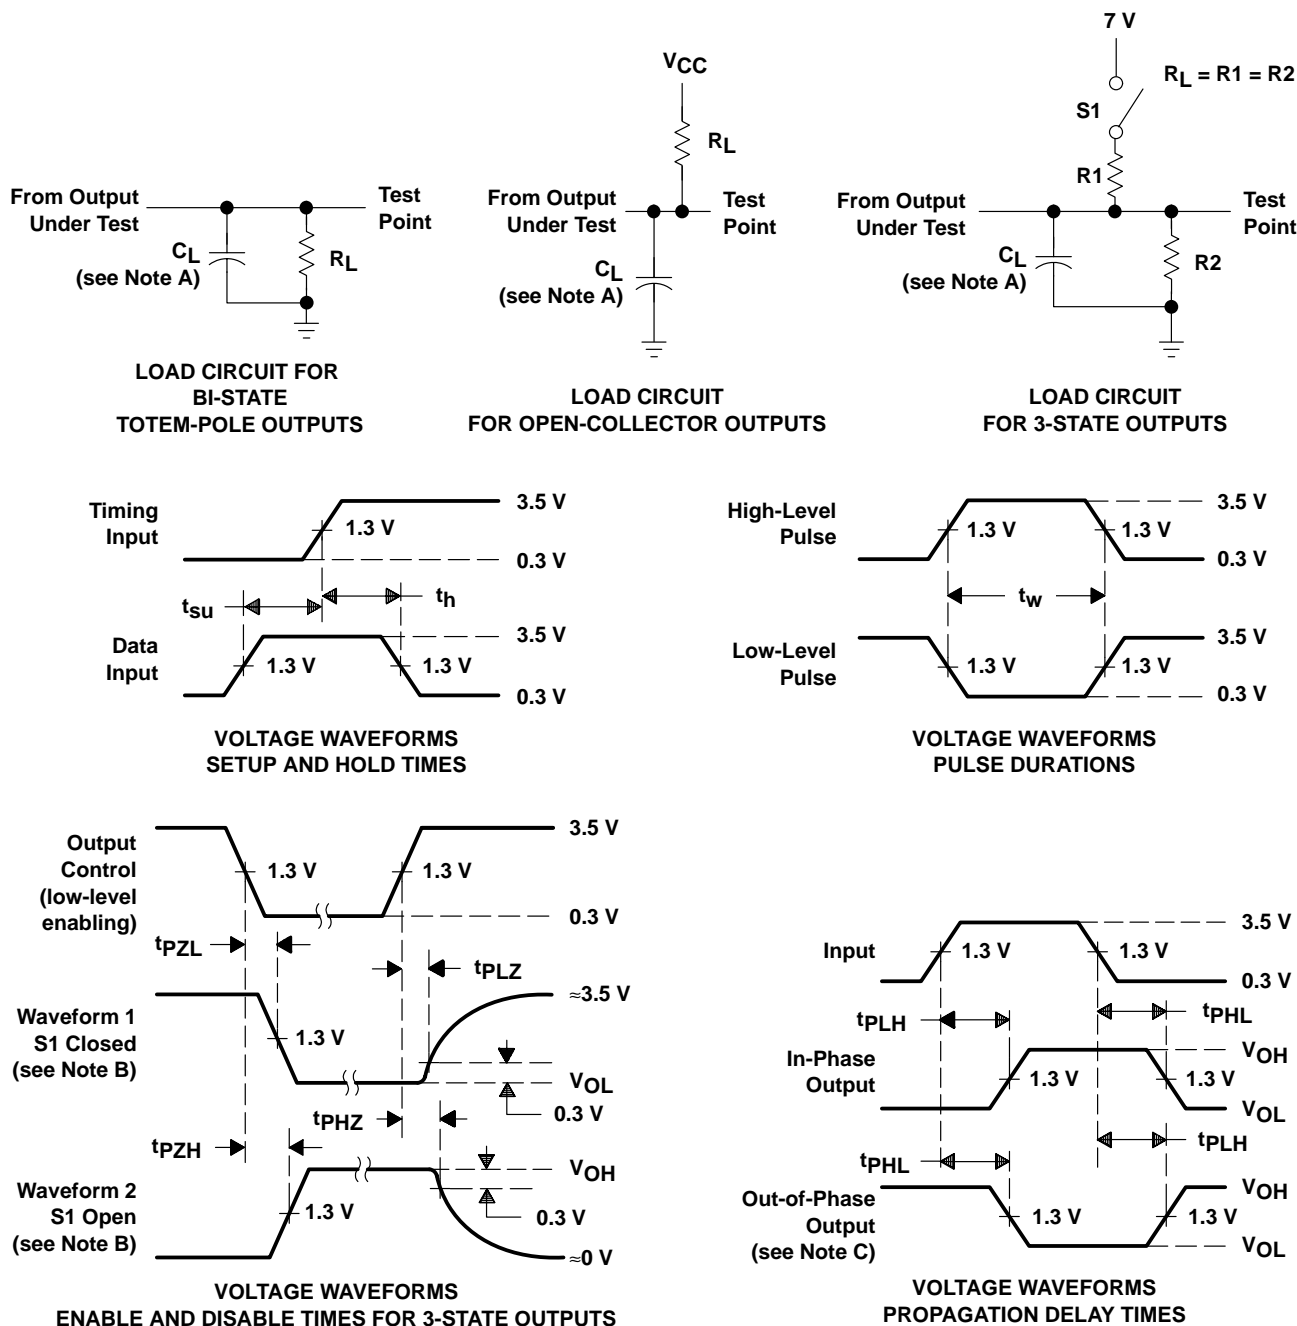 7 V
S1
RL = R1 = R2
R1
VCC
RL
From Output
Under Test
Test
Point
CL
(see Note A)
RL
From Output
Under Test
Test
Point
CL
(see Note A)
From Output
Under Test
Test
Point
CL
(see Note A)
R2
LOAD CIRCUIT FOR
BI-STATE
TOTEM-POLE OUTPUTS
LOAD CIRCUIT
FOR OPEN-COLLECTOR OUTPUTS
LOAD CIRCUIT
FOR 3-STATE OUTPUTS
Timing
Input
3.5 V
1.3 V
0.3 V
tsu
th
Data
Input
3.5 V
1.3 V
1.3 V
0.3 V
VOLTAGE WAVEFORMS
SETUP AND HOLD TIMES
High-Level
Pulse
3.5 V
1.3 V
1.3 V
0.3 V
tw
Low-Level
Pulse
3.5 V
1.3 V
1.3 V
0.3 V
VOLTAGE WAVEFORMS
PULSE DURATIONS
Output
Control
(low-level
enabling)
3.5 V
1.3 V
1.3 V
0.3 V
tPZL
tPLZ
Waveform 1
S1 Closed
(see Note B)
≈3.5 V
1.3 V
VOL
0.3 V
tPHZ
tPZH
Waveform 2
S1 Open
(see Note B)
VOH
0.3 V
1.3 V
≈0 V
VOLTAGE WAVEFORMS
ENABLE AND DISABLE TIMES FOR 3-STATE OUTPUTS
Input
3.5 V
1.3 V
1.3 V
0.3 V
tPLH
tPHL
In-Phase
Output
VOH
1.3 V
1.3 V
VOL
tPHL
tPLH
Out-of-Phase
Output
(see Note C)
VOH
1.3 V
1.3 V
VOL
VOLTAGE WAVEFORMS
PROPAGATION DELAY TIMES